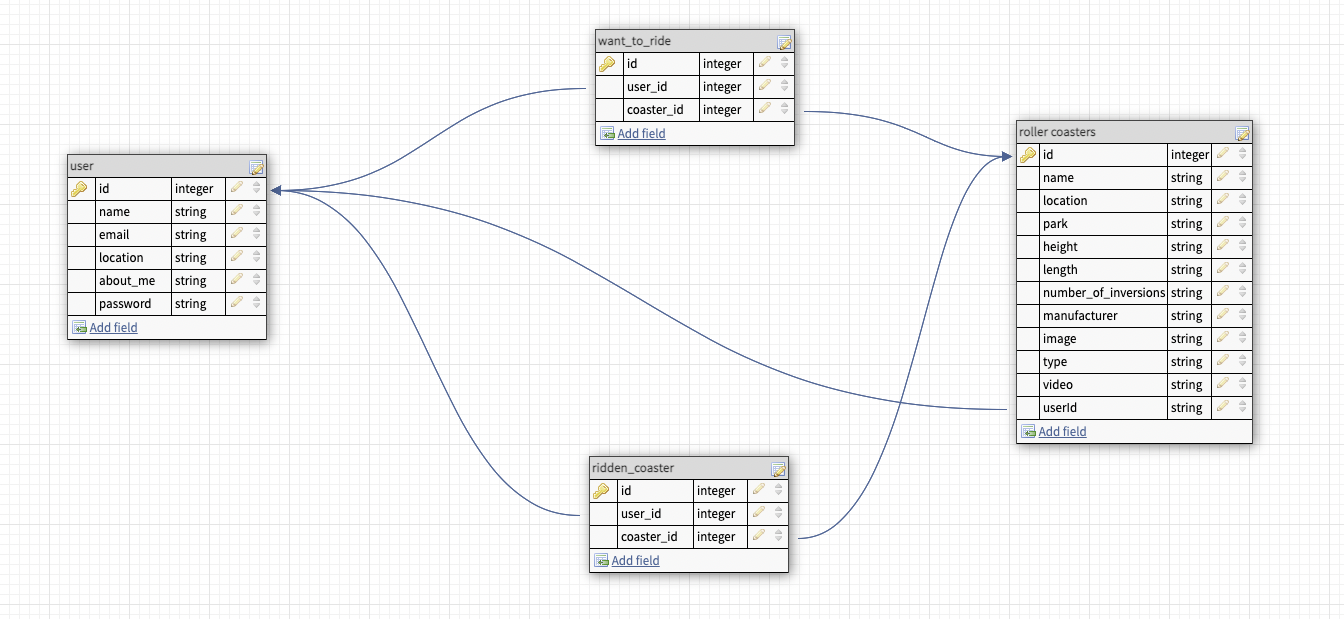 want_to_ride
id integer
user_id integer
coaster_id integer
Add field
user
id integer
name string
email string
location string
about_me string
password string
Add field
roller coasters
id integer
name string
location string
park string
height string
length string
number_of_inversions string
manufacturer string
image string
type string
video string
userId string
Add field
ridden_coaster
id integer
user_id integer
coaster_id integer
Add field